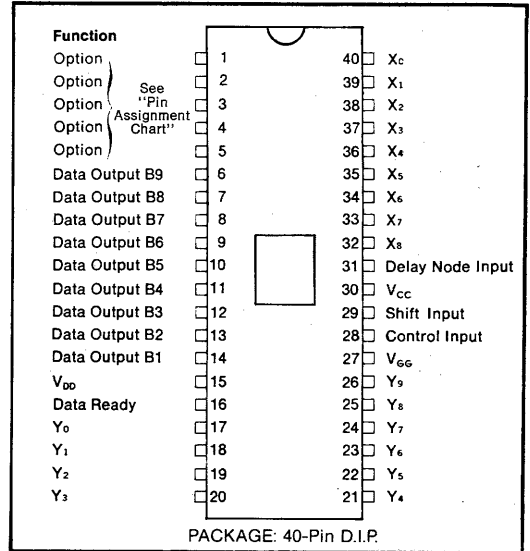 Function
Option 1 40 Xc
Option 2 39 X1
See
Option 3 38 X2
"Pin
Assignment
Option 4 37 X3
Chart"
Option 5 36 X4
Data Output B9 6 35 X5
Data Output B8 7 34 X6
Data Output B7 8 33 X7
Data Output B6 9 32 X8
Data Output B5 10 31 Delay Node Input
Data Output B4 11 30 VCC
Data Output B3 12 29 Shift Input
Data Output B2 13 28 Control Input
Data Output B1 14 27 VGG
VDD 15 26 Y9
Data Ready 16 25 Y8
Y0 17 24 Y7
Y1 18 23 Y6
Y2 19 22 Y5
Y3 20 21 Y4
PACKAGE: 40-Pin D.I.P.